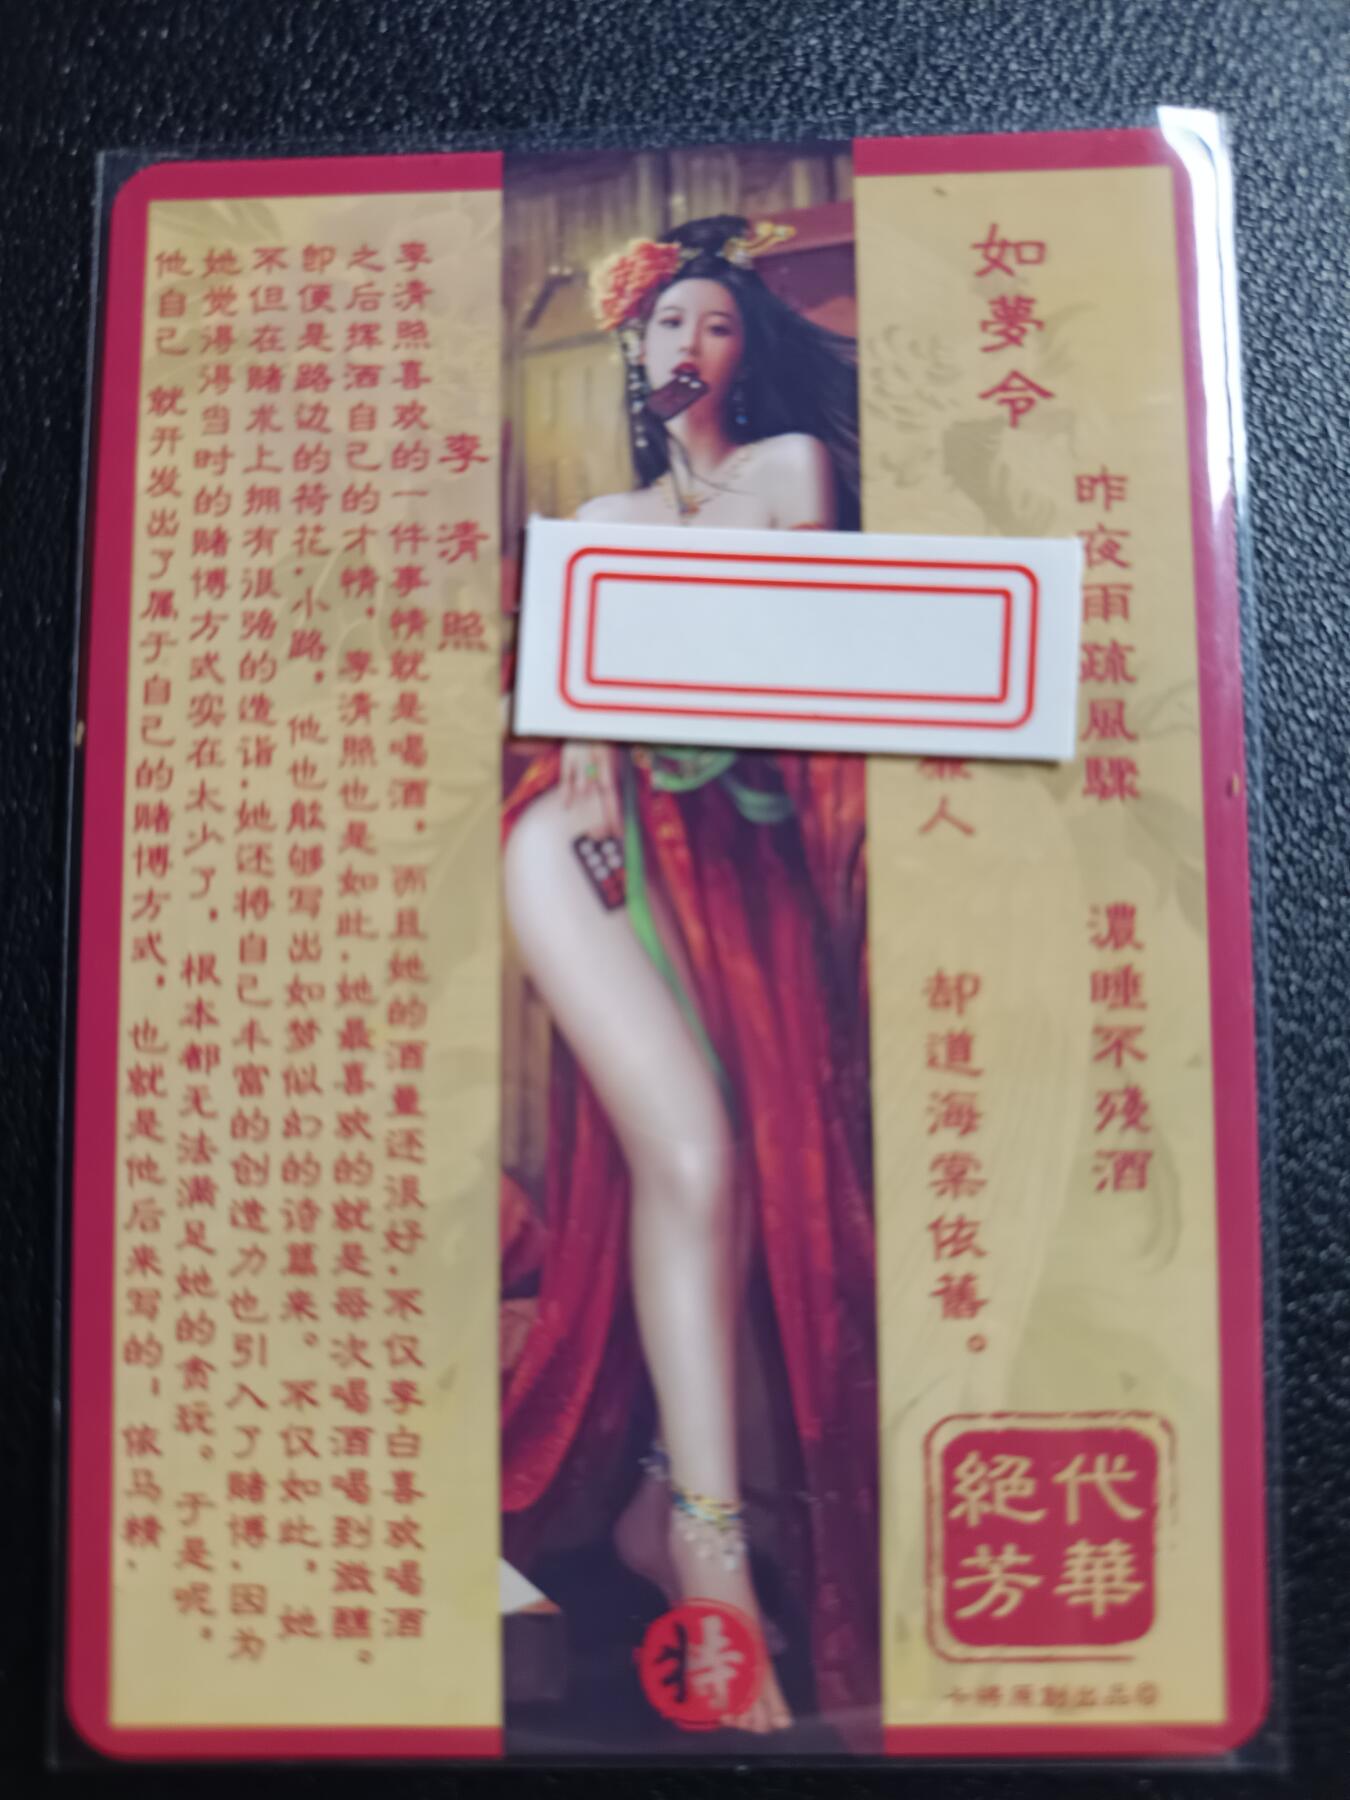 如夢令
昨夜雨疏風驟 濃睡不殘酒
人 却道海棠依舊。
絕代
芳華
原創出品
特
李清照
李清照喜欢的一件事情就是喝酒，而且她的酒量还很好.不仅李白喜欢喝酒
之后挥洒自己的才情，李清照也是如此.她最喜欢的就是每次喝酒喝到微醺。
即便是路边的荷花.小路，他也能够写出如梦似幻的诗篇来。不仅如此，她
不但在赌术上拥有很强的造诣.她还将自己丰富的创造力也引入了赌博.因为
她觉得得当时的赌博方式实在太少了，根本都无法满足她的贪玩。于是呢.
他自己 就开发出了属于自己的赌博方式，也就是他后来写的-依马精.